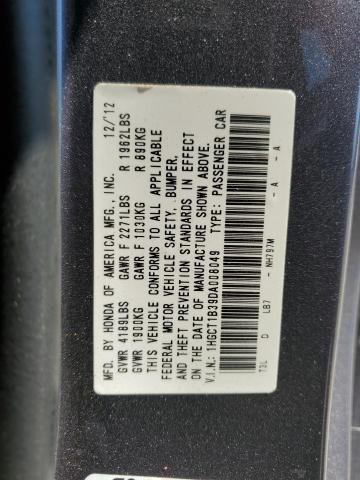 MFD. BY HONDA OF AMERICA MFG., INC. 12/'12
GVWR 4189LBS GAWR F 2271LBS R 1962LBS
GVWR 1900KG GAWR F 1030KG R 890KG
THIS VEHICLE CONFORMS TO ALL APPLICABLE
FEDERAL MOTOR VEHICLE SAFETY, BUMPER,
AND THEFT PREVENTION STANDARDS IN EFFECT
ON THE DATE OF MANUFACTURE SHOWN ABOVE.
V.I.N.: 1HGCT1B39DA008049 TYPE: PASSENGER CAR
T3L D LB7 NH797M - A - A